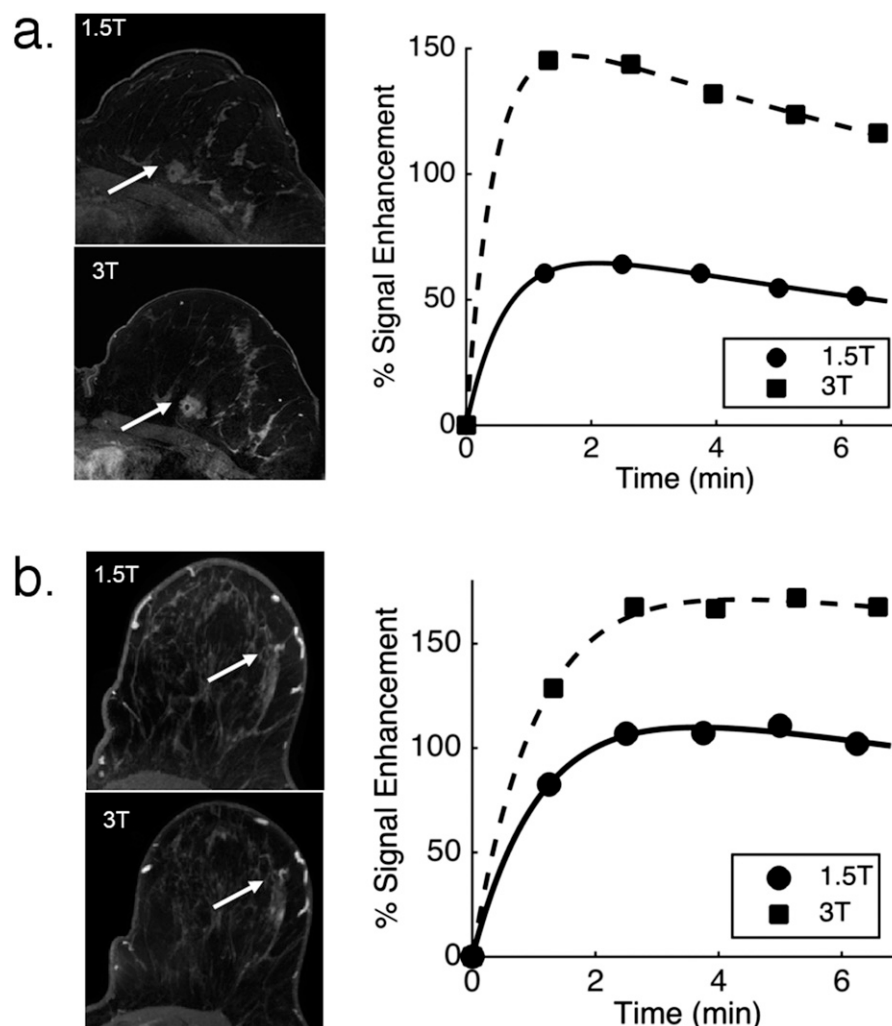 a.
1.5T
3T
% Signal Enhancement
150
100
50
0
0 2 4 6
Time (min)
1.5T
3T
b.
1.5T
3T
% Signal Enhancement
150
100
50
0
0 2 4 6
Time (min)
1.5T
3T